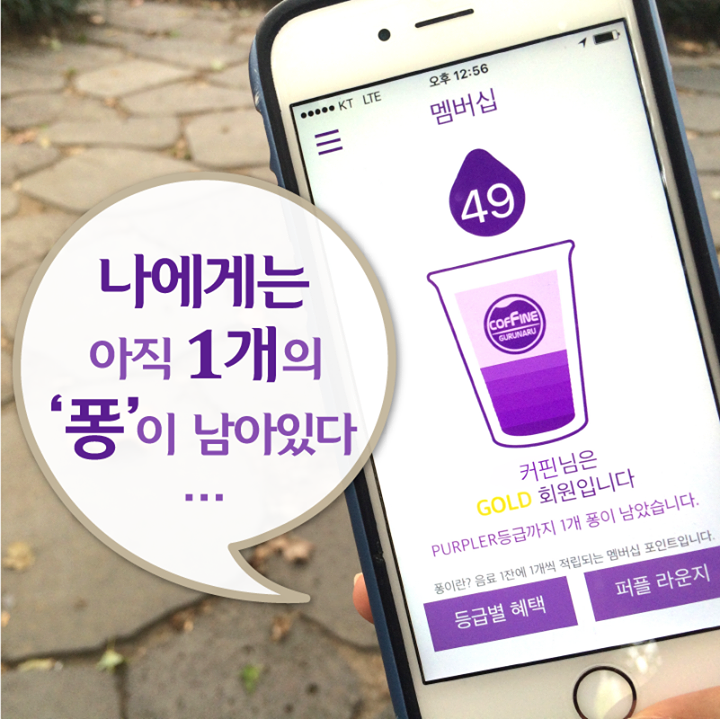 ●●●●● KT LTE 오후 12:56
멤버십
49
COFFINE
GURUNARU
나에게는
아직 1개의
‘퐁’이 남아있다
...
커핀님은
GOLD 회원입니다
PURPLER등급까지 1개 퐁이 남았습니다.
퐁이란? 음료 1잔에 1개씩 적립되는 멤버십 포인트입니다.
등급별 혜택
퍼플 라운지